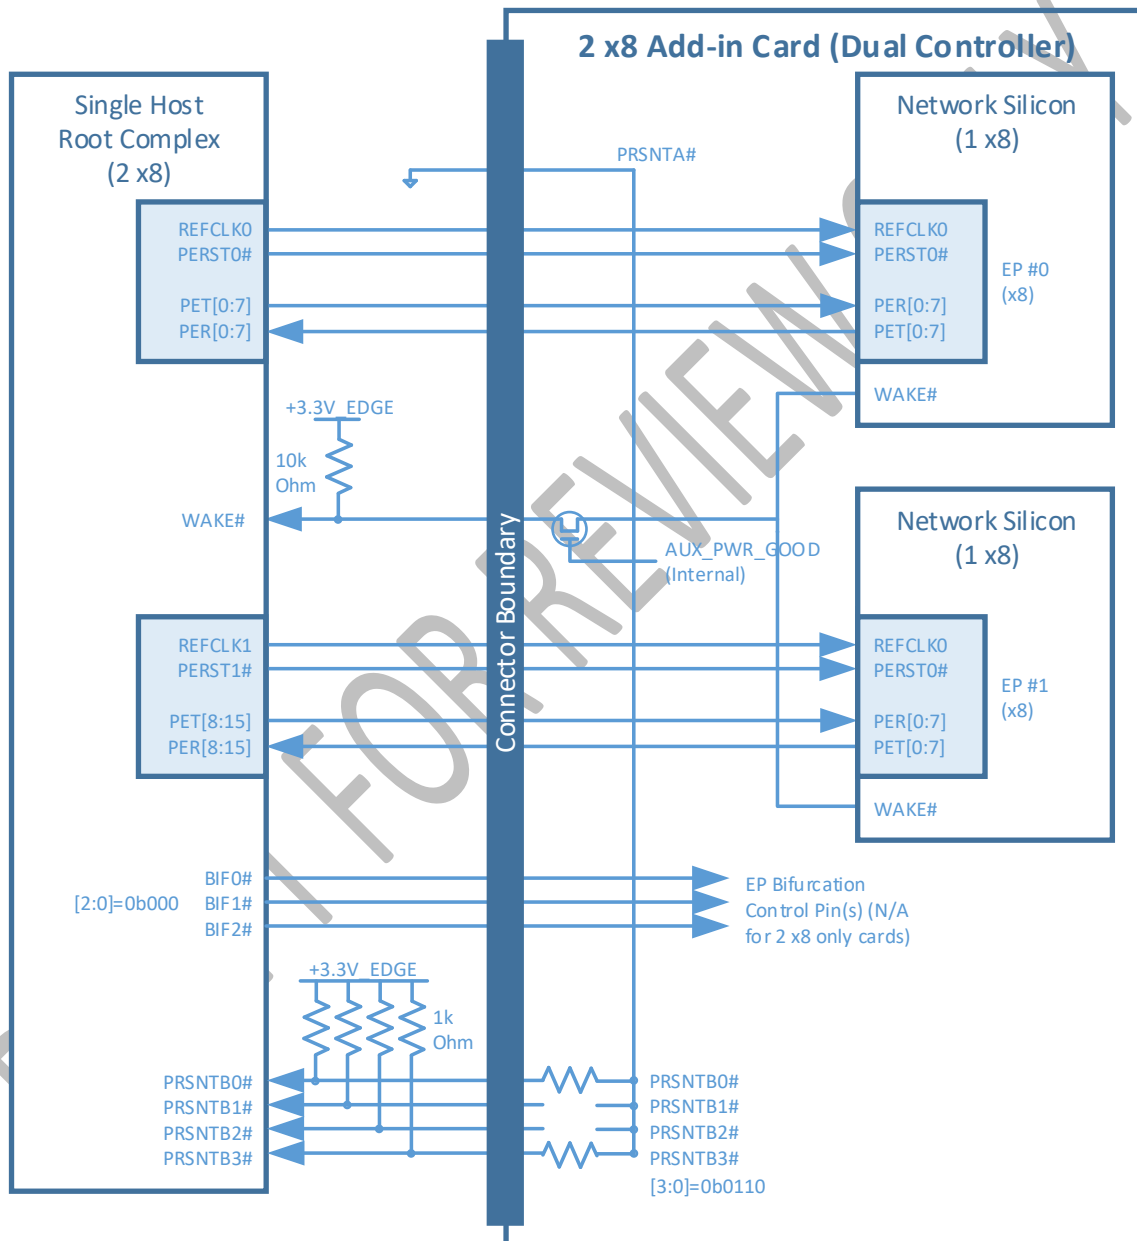 2 x8 Add-in Card (Dual Controller)
Single Host
Root Complex
(2 x8)
REFCLK0
PERST0#
PET[0:7]
PER[0:7]
+3.3V_EDGE
10k
Ohm
WAKE#
REFCLK1
PERST1#
PET[8:15]
PER[8:15]
[2:0]=0b000
BIF0#
BIF1#
BIF2#
+3.3V_EDGE
1k
Ohm
PRSNTB0#
PRSNTB1#
PRSNTB2#
PRSNTB3#
Connector Boundary
PRSNTA#
AUX_PWR_GOOD
(Internal)
Network Silicon
(1 x8)
REFCLK0
PERST0#
PER[0:7]
PET[0:7]
EP #0
(x8)
WAKE#
Network Silicon
(1 x8)
REFCLK0
PERST0#
PER[0:7]
PET[0:7]
EP #1
(x8)
WAKE#
EP Bifurcation
Control Pin(s) (N/A
for 2 x8 only cards)
PRSNTB0#
PRSNTB1#
PRSNTB2#
PRSNTB3#
[3:0]=0b0110
FOR REVIEW